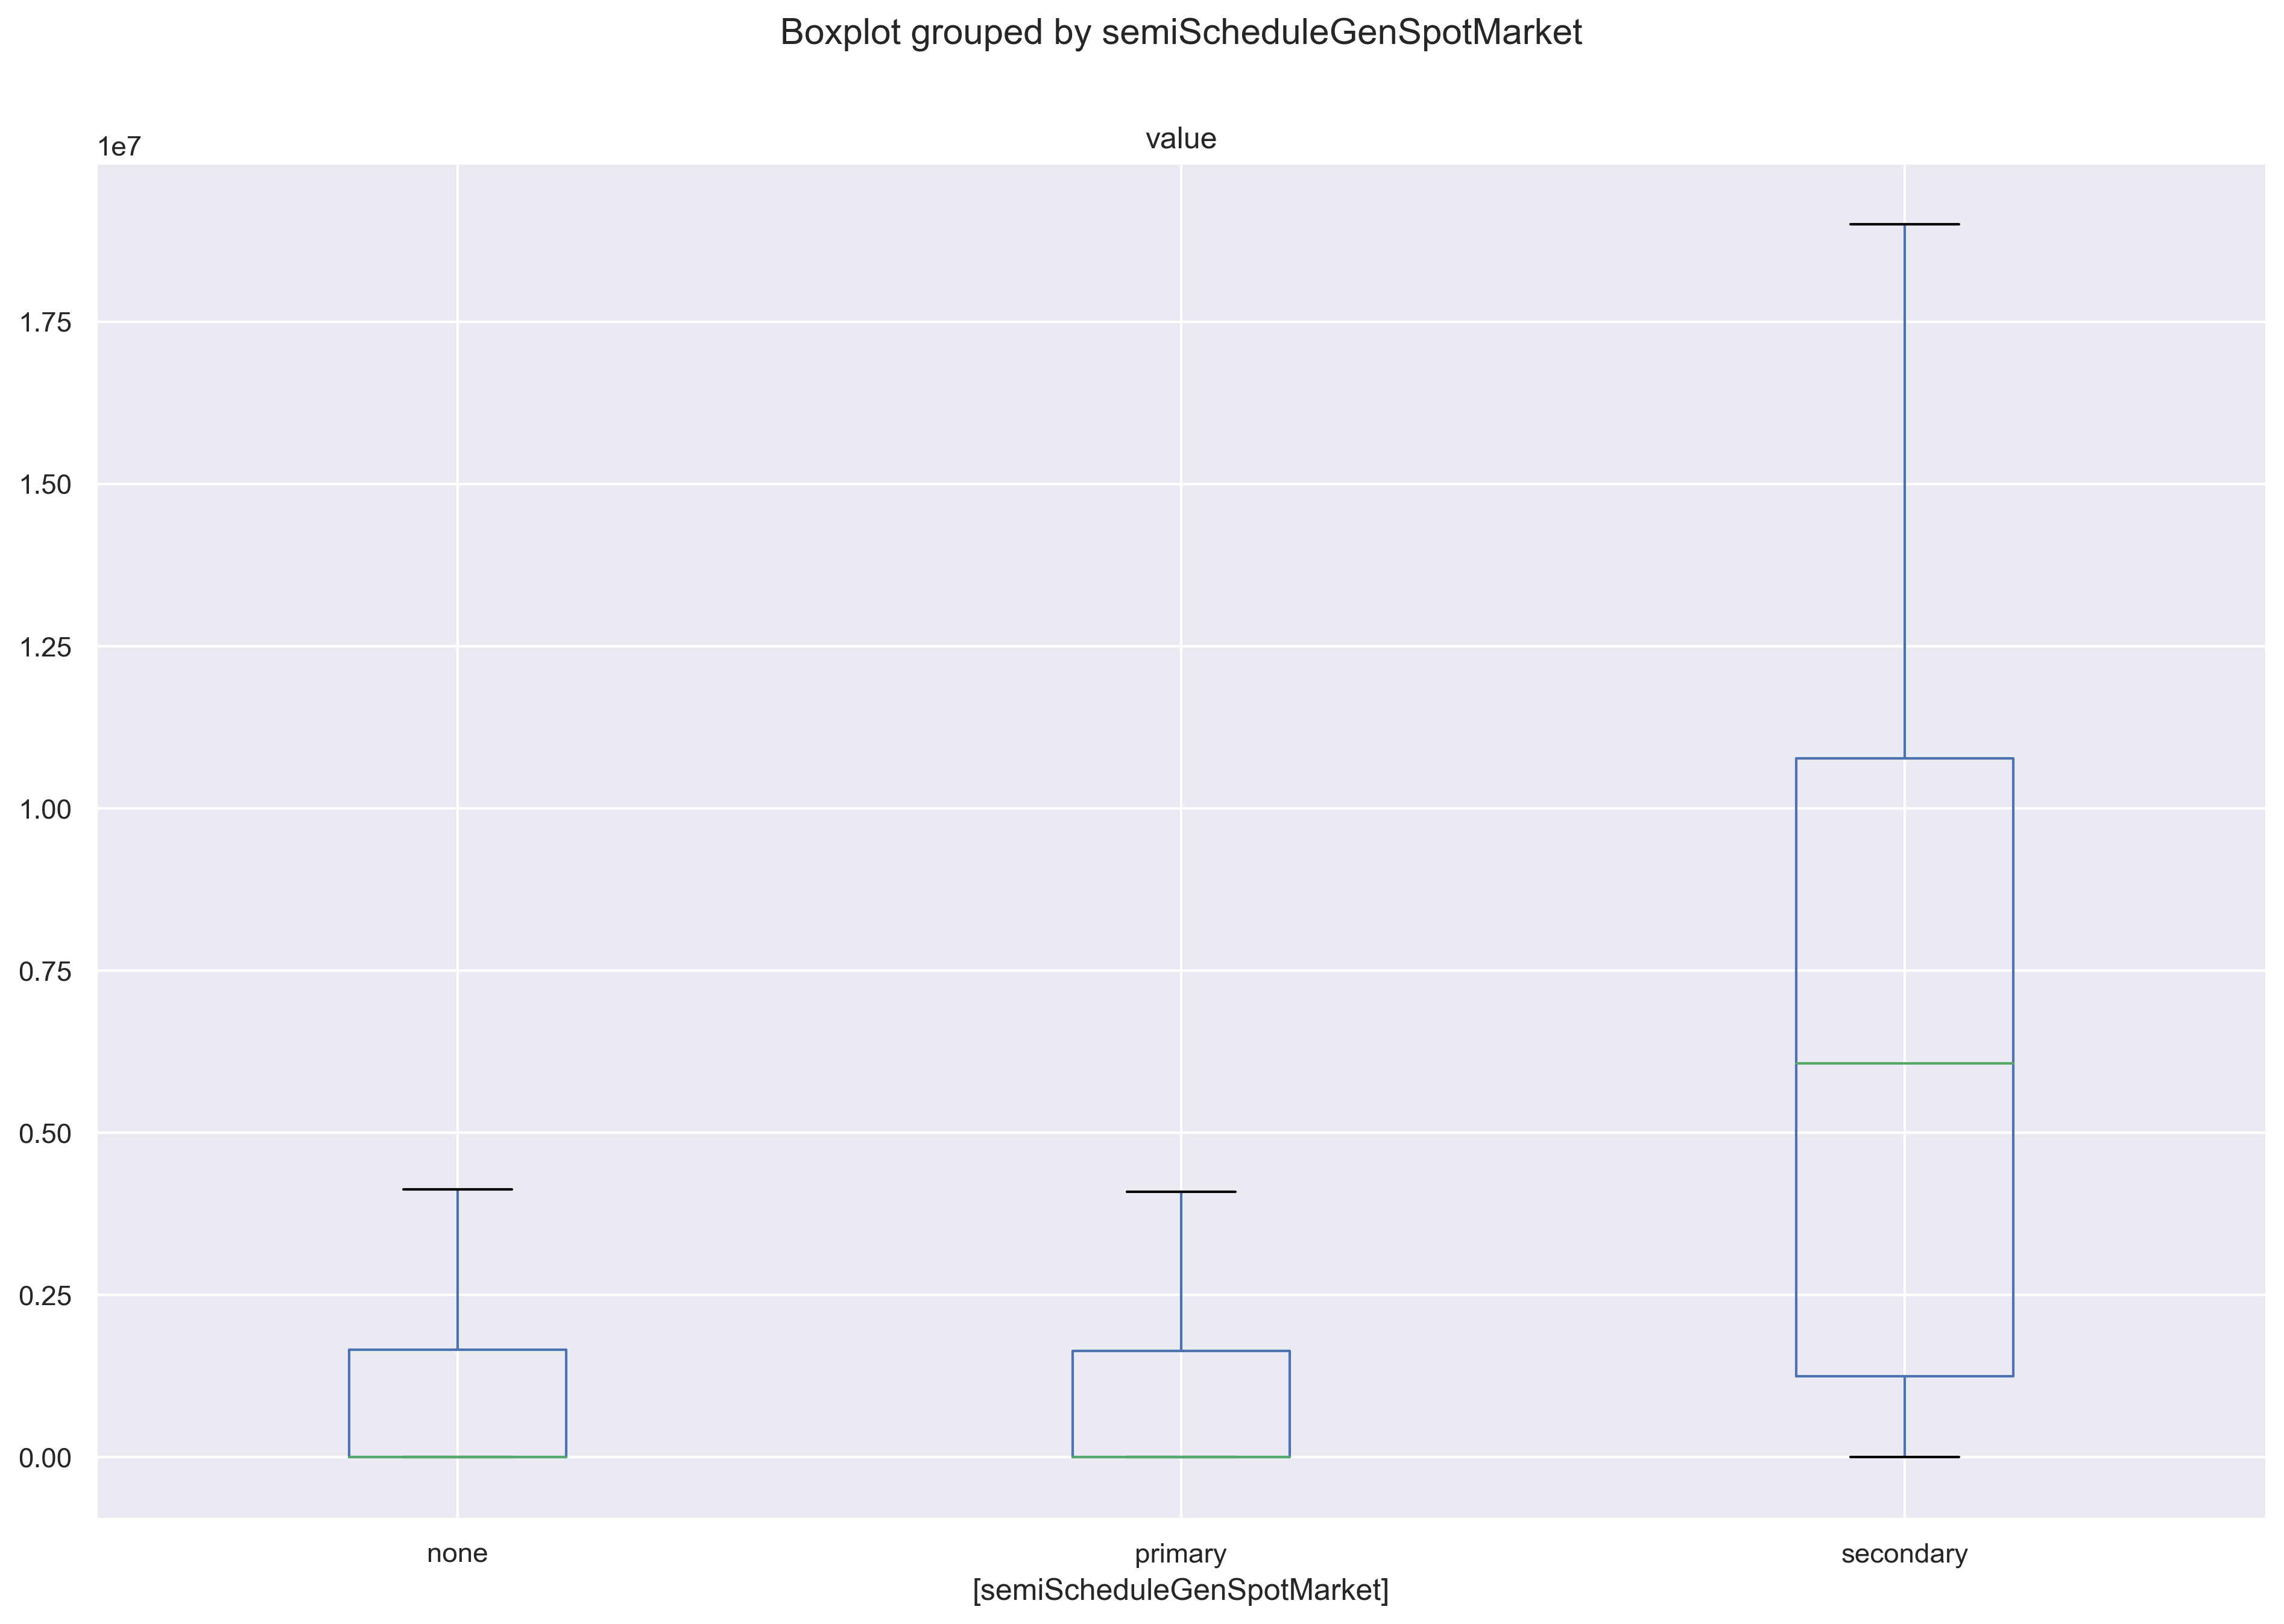 Boxplot grouped by semiScheduleGenSpotMarket
value
1e7
1.75
1.50
1.25
1.00
0.75
0.50
0.25
0.00
none primary secondary
[semiScheduleGenSpotMarket]